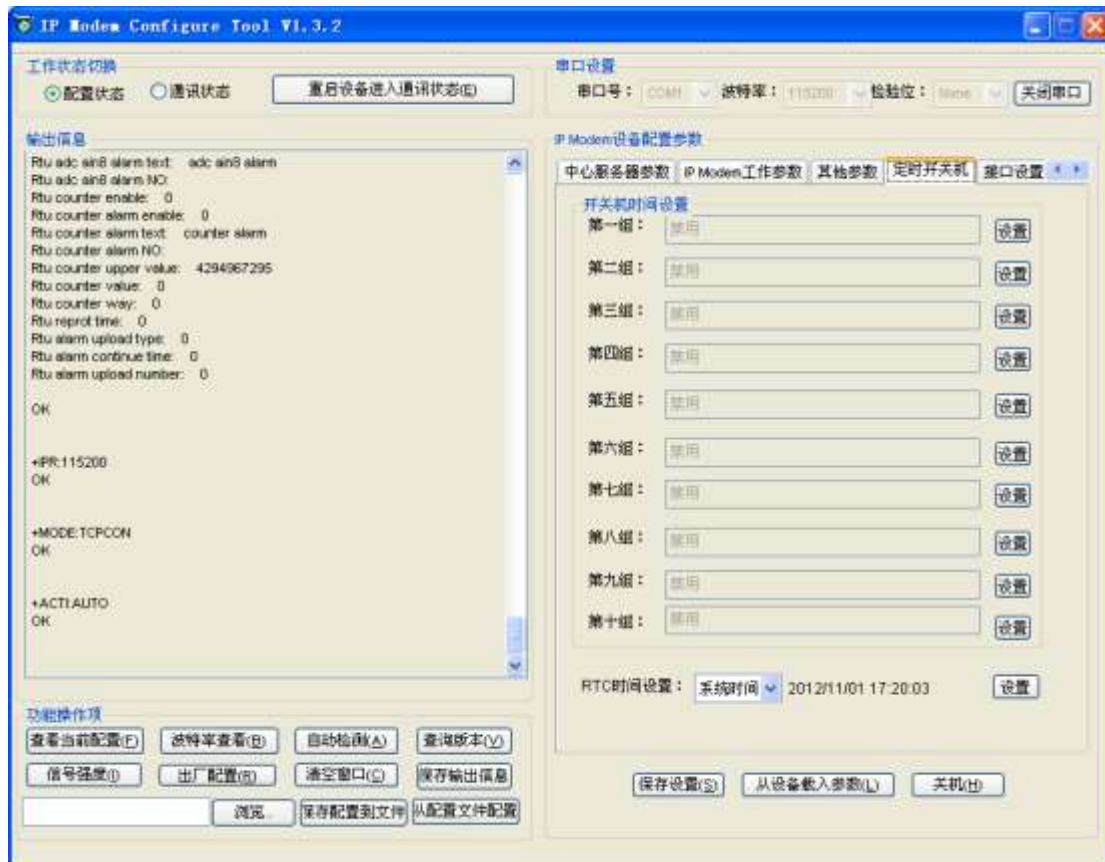 IP Modem Configure Tool V1.3.2
工作状态切换
配置状态 通讯状态 重启设备进入通讯状态(E)
串口设置
串口号: COM1 波特率: 115200 检验位: None 关闭串口
输出信息
Rtu adc ain8 alarm text: adc ain8 alarm
Rtu adc ain8 alarm NO:
Rtu counter enable: 0
Rtu counter alarm enable: 0
Rtu counter alarm text: counter alarm
Rtu counter alarm NO:
Rtu counter upper value: 4294967295
Rtu counter value: 0
Rtu counter way: 0
Rtu reprot time: 0
Rtu alarm upload type: 0
Rtu alarm continue time: 0
Rtu alarm upload number: 0
OK
+IPR:115200
OK
+MODE:TCPCON
OK
+ACTI:AUTO
OK
功能操作项
查看当前配置(F) 波特率查看(B) 自动检测(A) 查询版本(V)
信号强度(I) 出厂配置(R) 清空窗口(C) 保存输出信息
浏览... 保存配置到文件 从配置文件配置
IP Modem设备配置参数
中心服务器参数 IP Modem工作参数 其他参数 定时开关机 接口设置
开关机时间设置
第一组: 禁用 设置
第二组: 禁用 设置
第三组: 禁用 设置
第四组: 禁用 设置
第五组: 禁用 设置
第六组: 禁用 设置
第七组: 禁用 设置
第八组: 禁用 设置
第九组: 禁用 设置
第十组: 禁用 设置
RTC时间设置: 系统时间 2012/11/01 17:20:03 设置
保存设置(S) 从设备载入参数(L) 关机(H)